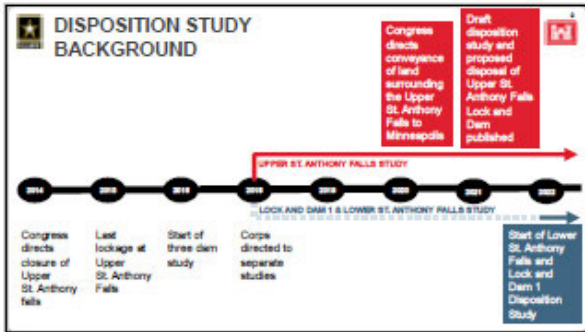 DISPOSITION STUDY
BACKGROUND
Congress
directs
conveyance
of land
surrounding
the Upper
St. Anthony
Falls to
Minneapolis
Draft
disposition
study and
proposed
disposal of
Upper St.
Anthony Falls
Lock and
Dam
published
UPPER ST. ANTHONY FALLS STUDY
2014
2015
2016
2018
2019
2020
2021
2022
LOCK AND DAM 1 & LOWER ST. ANTHONY FALLS STUDY
Congress
directs
closure of
Upper
St. Anthony
falls
Last
lockage at
Upper
St. Anthony
Falls
Start of
three dam
study
Corps
directed to
separate
studies
Start of Lower
St. Anthony
Falls and
Lock and
Dam 1
Disposition
Study